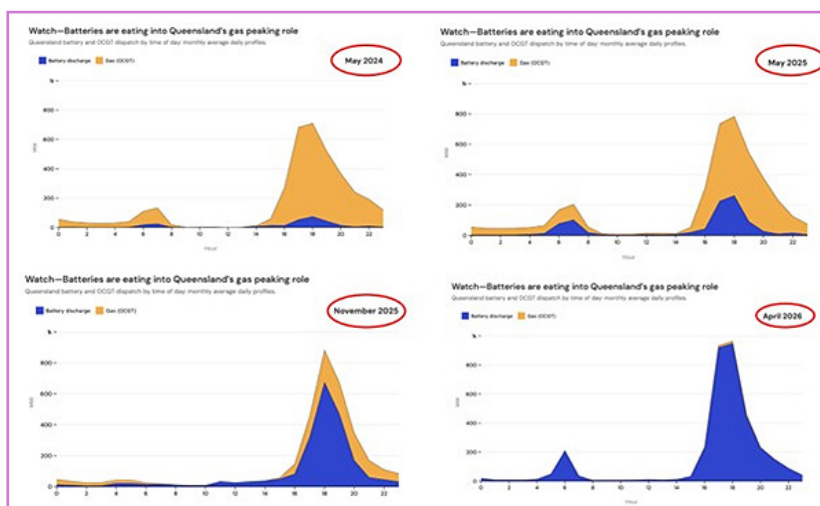 Watch—Batteries are eating into Queensland's gas peaking role
Queensland battery and OCGT dispatch by time of day: monthly average daily profiles.
Battery discharge Gas (OCGT)
May 2024
1k
800
600
400
200
0
MW
0 2 4 6 8 10 12 14 16 18 20 22
Hour
Watch—Batteries are eating into Queensland's gas peaking role
Queensland battery and OCGT dispatch by time of day: monthly average daily profiles.
Battery discharge Gas (OCGT)
May 2025
1k
800
600
400
200
0
MW
0 2 4 6 8 10 12 14 16 18 20 22
Hour
Watch—Batteries are eating into Queensland's gas peaking role
Queensland battery and OCGT dispatch by time of day: monthly average daily profiles.
Battery discharge Gas (OCGT)
November 2025
1k
800
600
400
200
0
MW
0 2 4 6 8 10 12 14 16 18 20 22
Hour
Watch—Batteries are eating into Queensland's gas peaking role
Queensland battery and OCGT dispatch by time of day: monthly average daily profiles.
Battery discharge Gas (OCGT)
April 2026
1k
800
600
400
200
0
MW
0 2 4 6 8 10 12 14 16 18 20 22
Hour